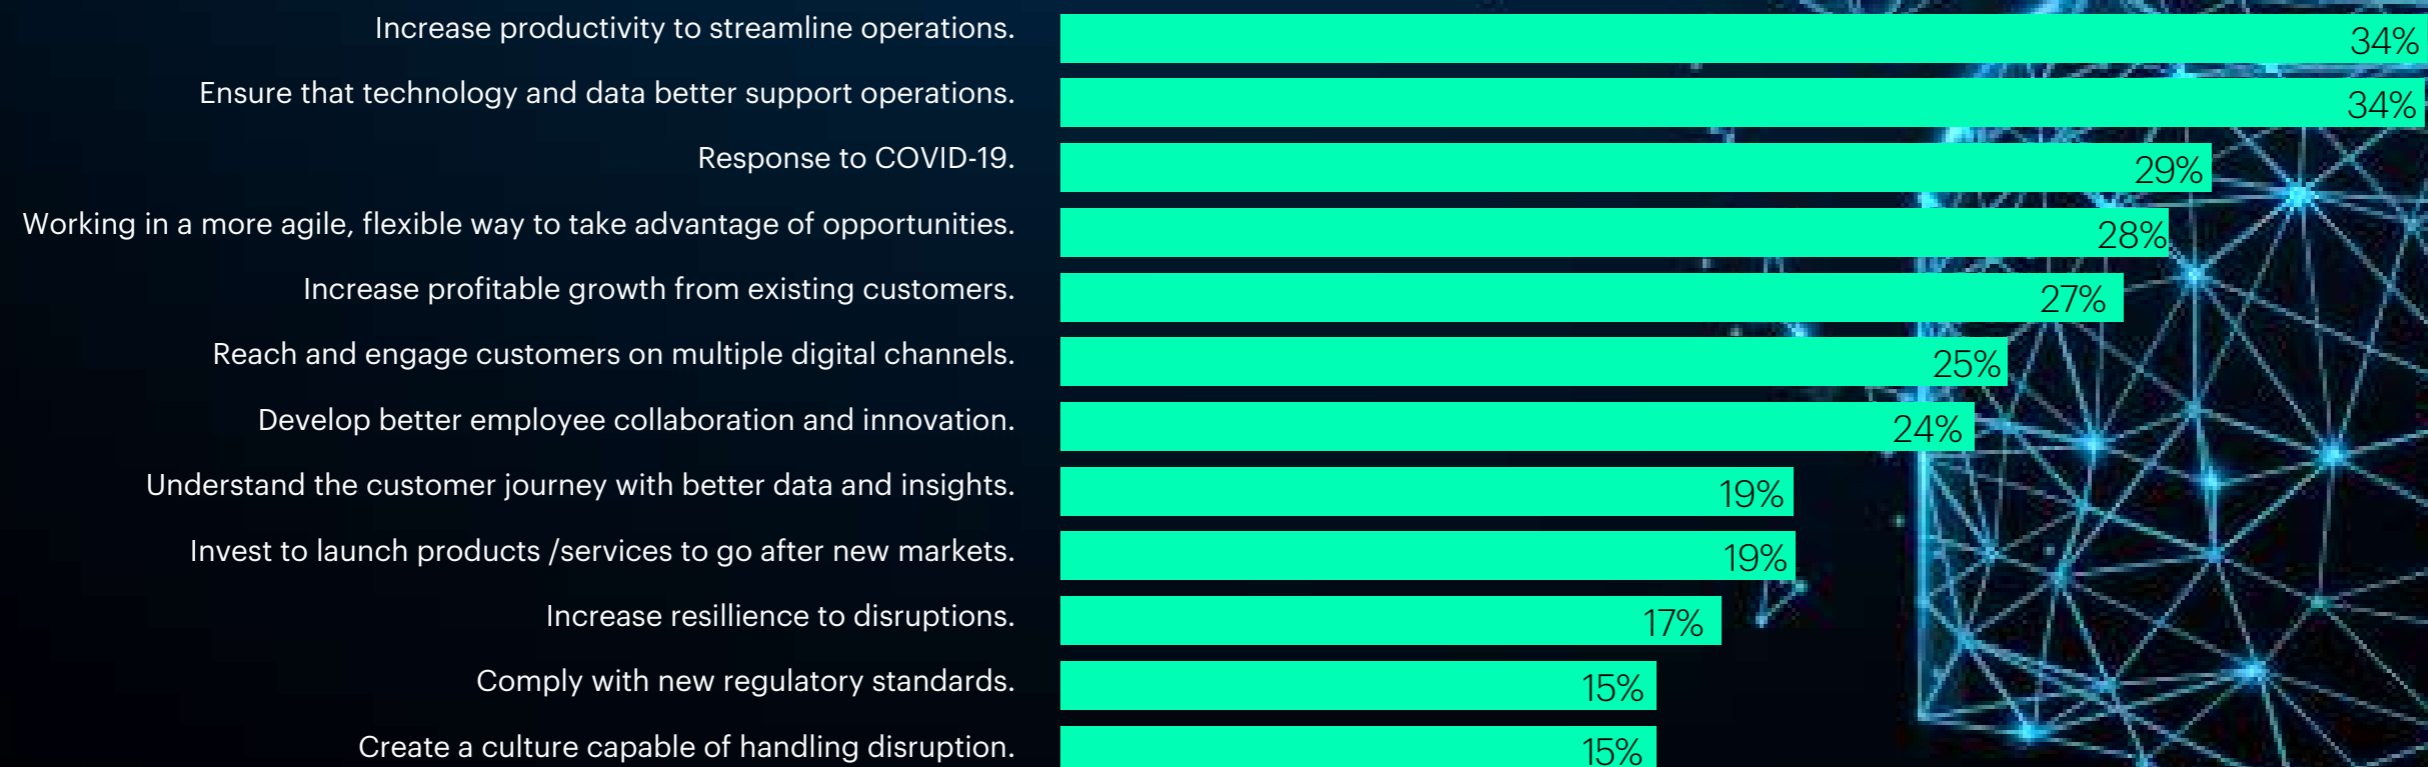 Increase productivity to streamline operations. 34%
Ensure that technology and data better support operations. 34%
Response to COVID-19. 29%
Working in a more agile, flexible way to take advantage of opportunities. 28%
Increase profitable growth from existing customers. 27%
Reach and engage customers on multiple digital channels. 25%
Develop better employee collaboration and innovation. 24%
Understand the customer journey with better data and insights. 19%
Invest to launch products /services to go after new markets. 19%
Increase resillience to disruptions. 17%
Comply with new regulatory standards. 15%
Create a culture capable of handling disruption. 15%